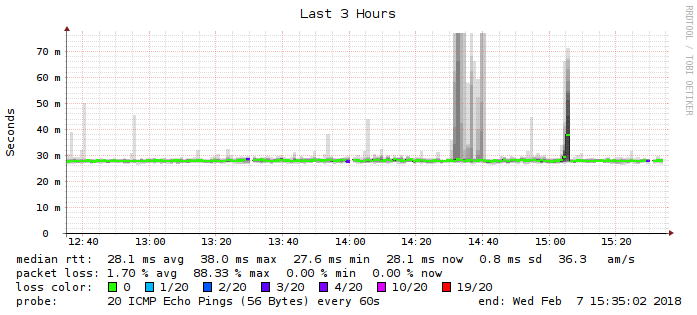 Last 3 Hours
RRDTOOL / TOBI OETIKER
Seconds
70 m
60 m
50 m
40 m
30 m
20 m
10 m
0
12:40 13:00 13:20 13:40 14:00 14:20 14:40 15:00 15:20
median rtt: 28.1 ms avg 38.0 ms max 27.6 ms min 28.1 ms now 0.8 ms sd 36.3 am/s
packet loss: 1.70 % avg 88.33 % max 0.00 % min 0.00 % now
loss color: 0 1/20 2/20 3/20 4/20 10/20 19/20
probe: 20 ICMP Echo Pings (56 Bytes) every 60s end: Wed Feb 7 15:35:02 2018